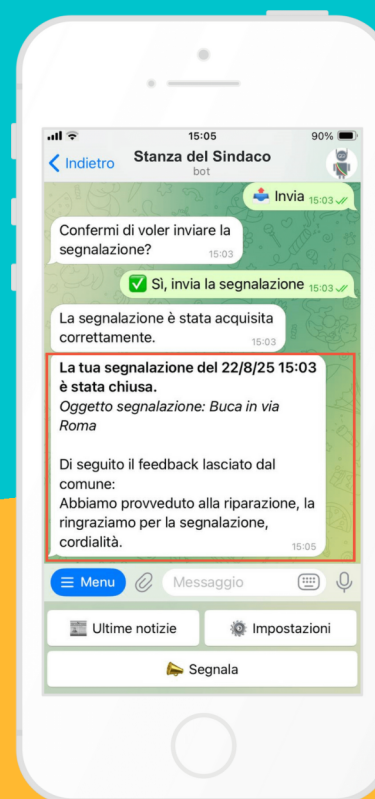 15:05
90%
Indietro
Stanza del Sindaco
bot
📥 Invia 15:03
Confermi di voler inviare la
segnalazione? 15:03
✅ Sì, invia la segnalazione 15:03
La segnalazione è stata acquisita
correttamente. 15:03
La tua segnalazione del 22/8/25 15:03
è stata chiusa.
Oggetto segnalazione: Buca in via
Roma
Di seguito il feedback lasciato dal
comune:
Abbiamo provveduto alla riparazione, la
ringraziamo per la segnalazione,
cordialità. 15:05
Menu
Messaggio
Ultime notizie
Impostazioni
Segnala